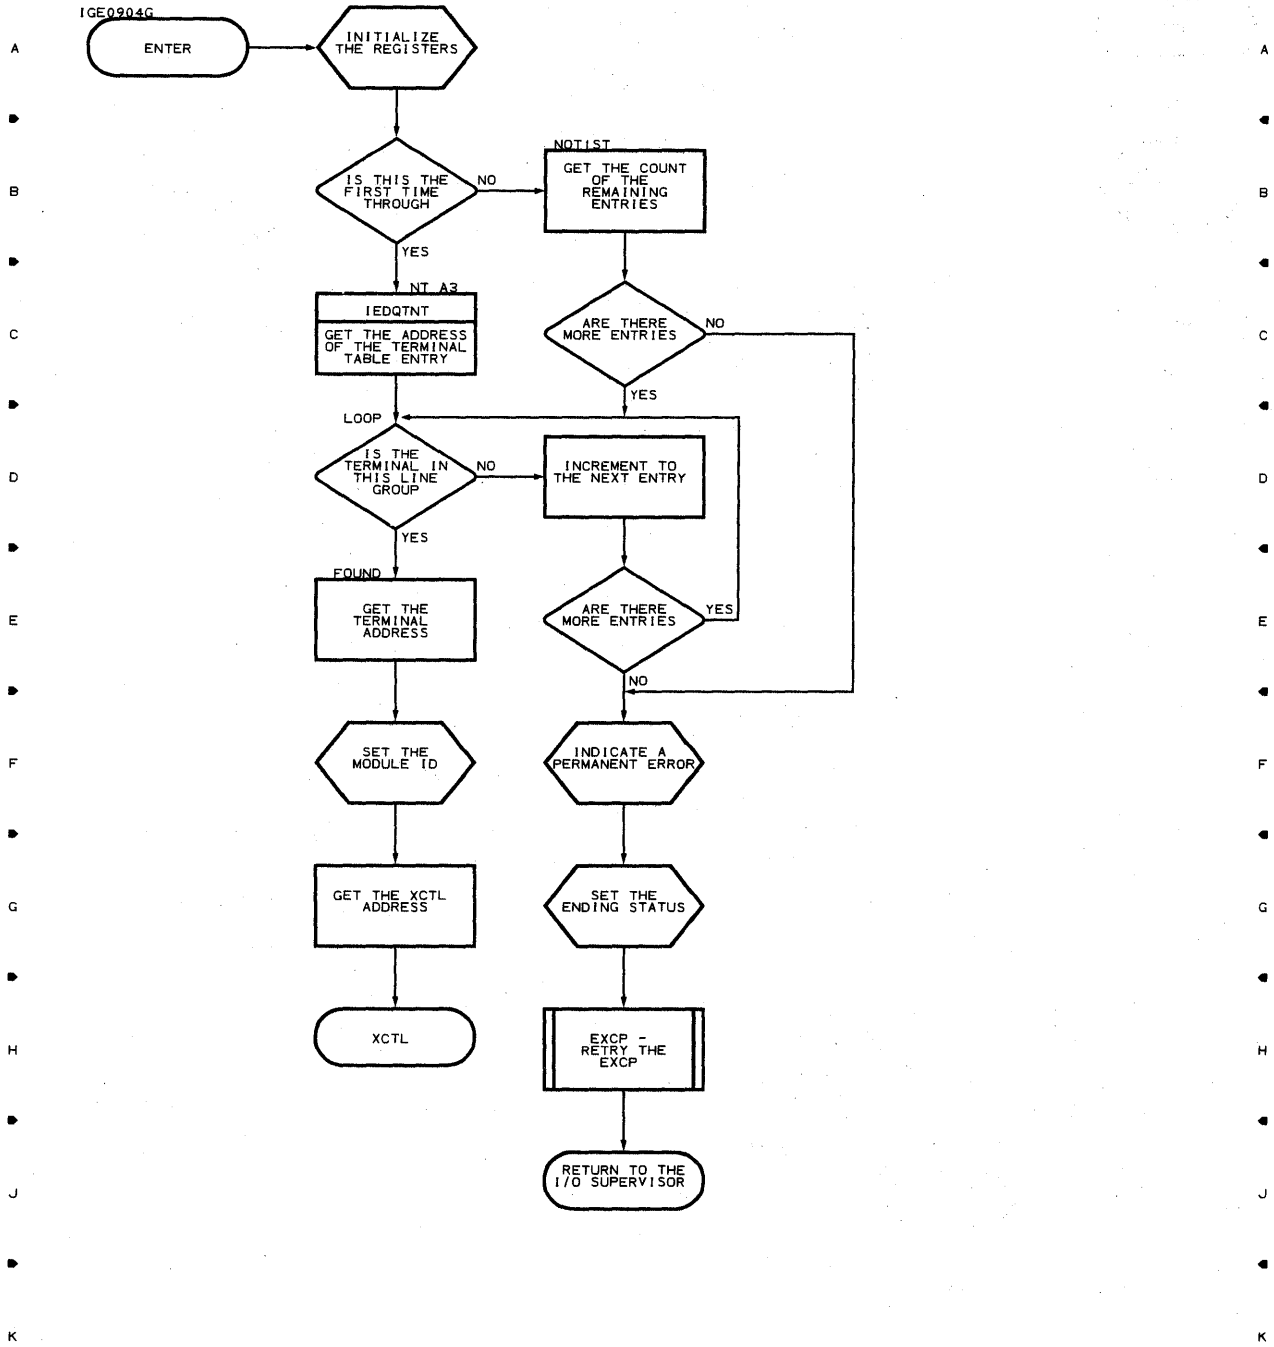 IGE0904G
A
ENTER
INITIALIZE
THE REGISTERS
A
NOT1ST
B
IS THIS THE
FIRST TIME
THROUGH
NO
GET THE COUNT
OF THE
REMAINING
ENTRIES
B
YES
NT A3
C
IEDQTNT
GET THE ADDRESS
OF THE TERMINAL
TABLE ENTRY
ARE THERE
MORE ENTRIES
NO
C
YES
LOOP
D
IS THE
TERMINAL IN
THIS LINE
GROUP
NO
INCREMENT TO
THE NEXT ENTRY
D
YES
FOUND
E
GET THE
TERMINAL
ADDRESS
ARE THERE
MORE ENTRIES
YES
E
NO
F
SET THE
MODULE ID
INDICATE A
PERMANENT ERROR
F
G
GET THE XCTL
ADDRESS
SET THE
ENDING STATUS
G
H
XCTL
EXCP -
RETRY THE
EXCP
H
J
RETURN TO THE
I/O SUPERVISOR
J
K
K